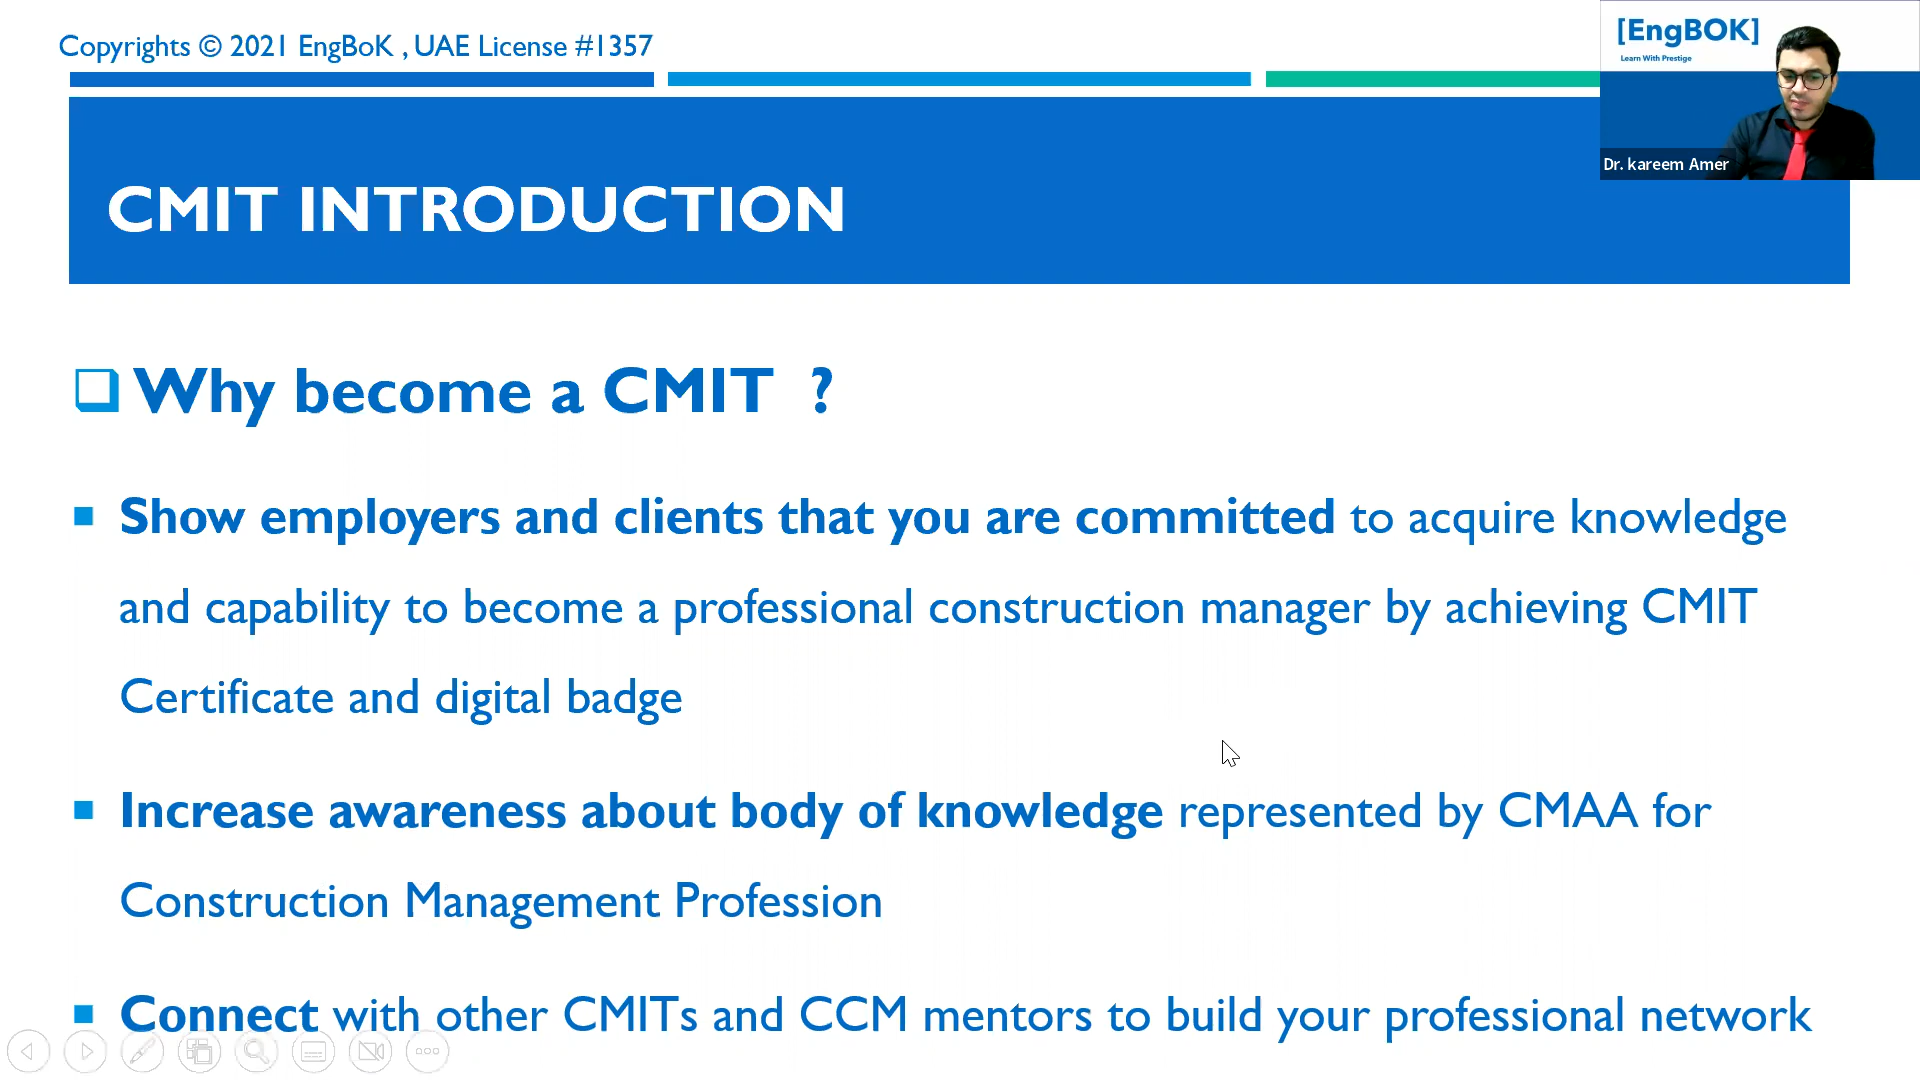 Copyrights © 2021 EngBoK , UAE License #1357
[EngBOK]
Learn With Prestige
Dr. kareem Amer
CMIT INTRODUCTION
Why become a CMIT ?
Show employers and clients that you are committed to acquire knowledge
and capability to become a professional construction manager by achieving CMIT
Certificate and digital badge
Increase awareness about body of knowledge represented by CMAA for
Construction Management Profession
Connect with other CMITs and CCM mentors to build your professional network